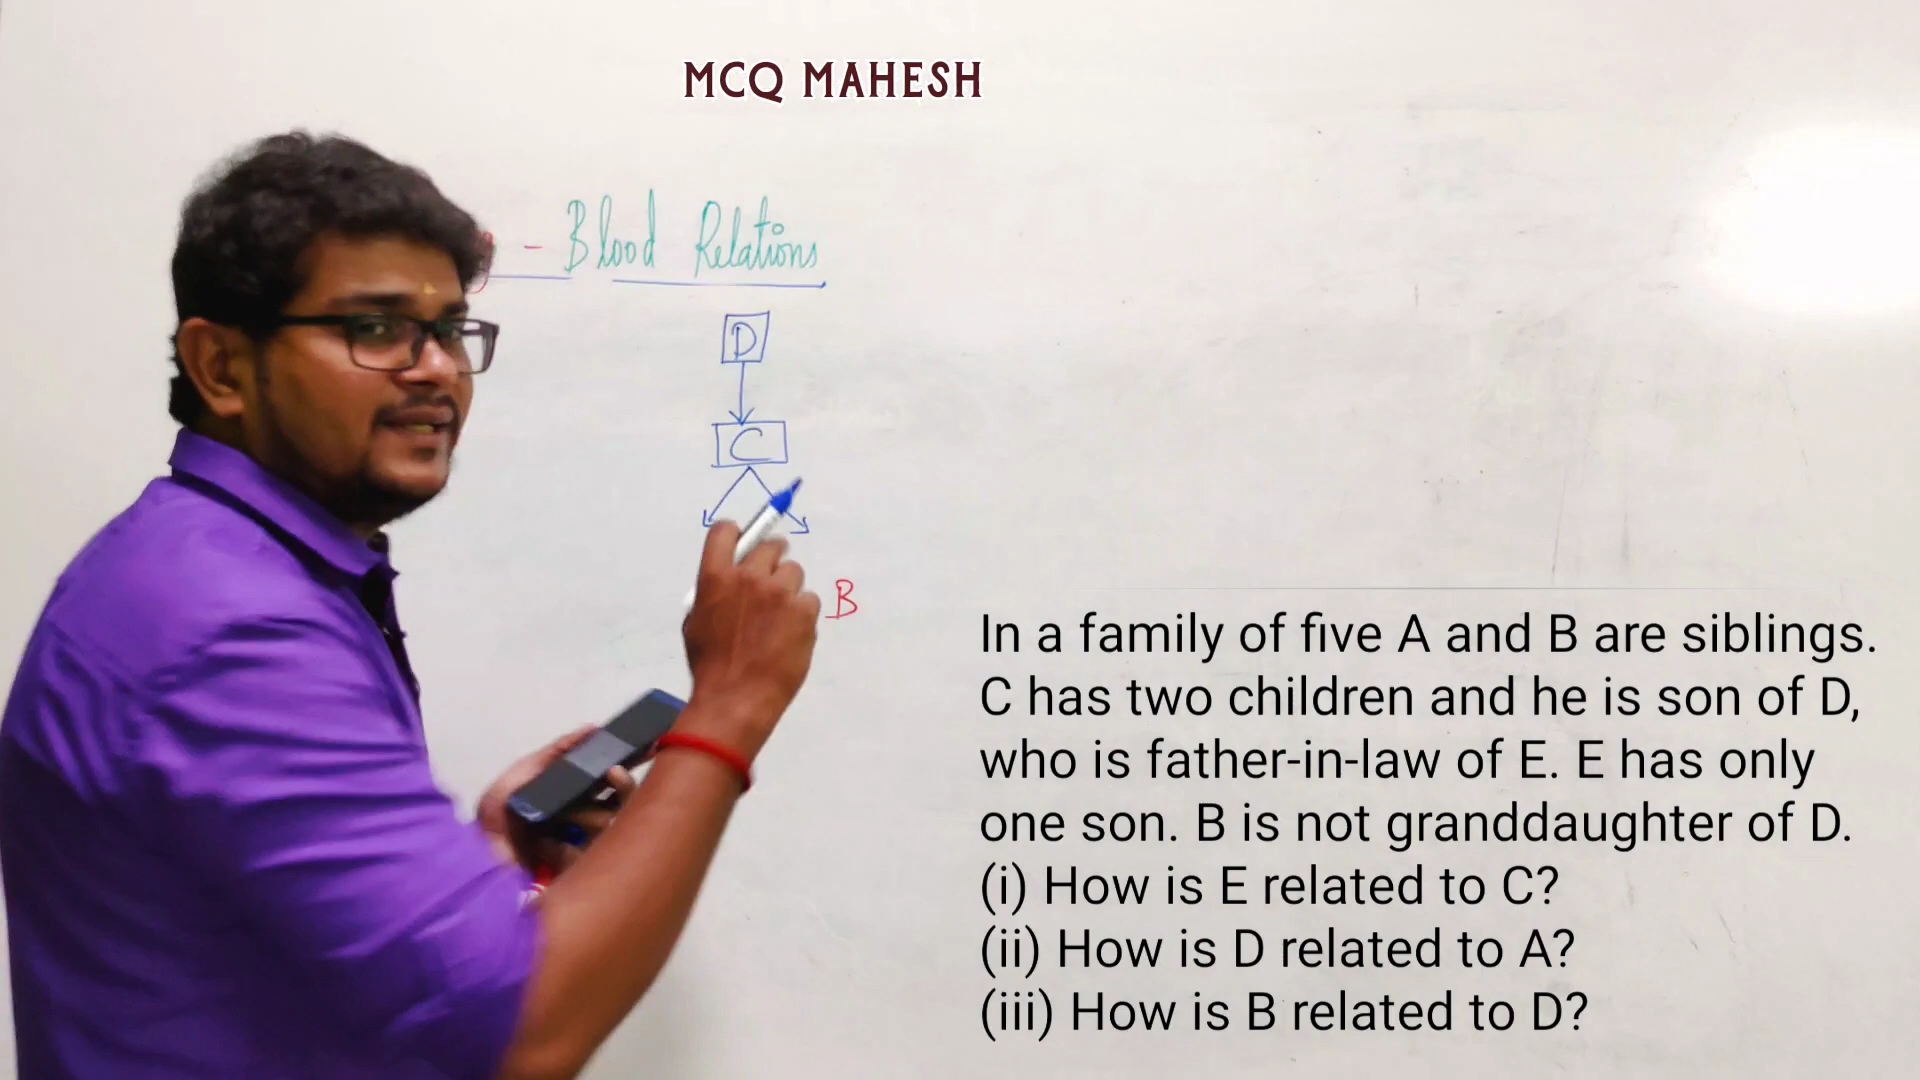 MCQ MAHESH
- Blood Relations
D
C
B
In a family of five A and B are siblings.
C has two children and he is son of D,
who is father-in-law of E. E has only
one son. B is not granddaughter of D.
(i) How is E related to C?
(ii) How is D related to A?
(iii) How is B related to D?